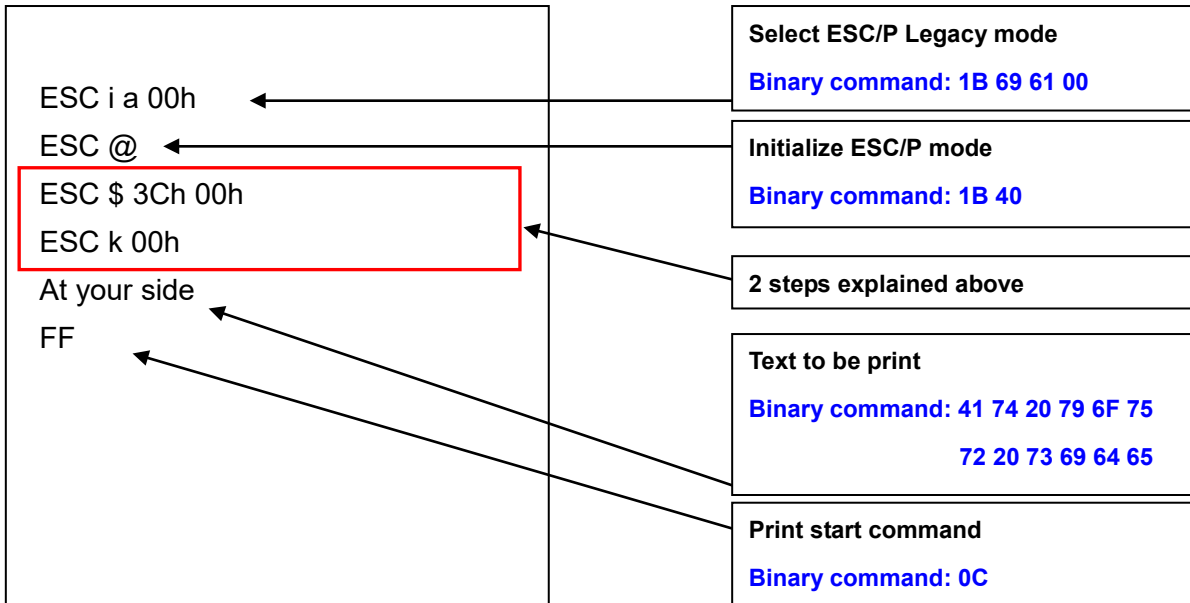 ESC i a 00h
ESC @
ESC $ 3Ch 00h
ESC k 00h
At your side
FF
Select ESC/P Legacy mode
Binary command: 1B 69 61 00
Initialize ESC/P mode
Binary command: 1B 40
2 steps explained above
Text to be print
Binary command: 41 74 20 79 6F 75
72 20 73 69 64 65
Print start command
Binary command: 0C